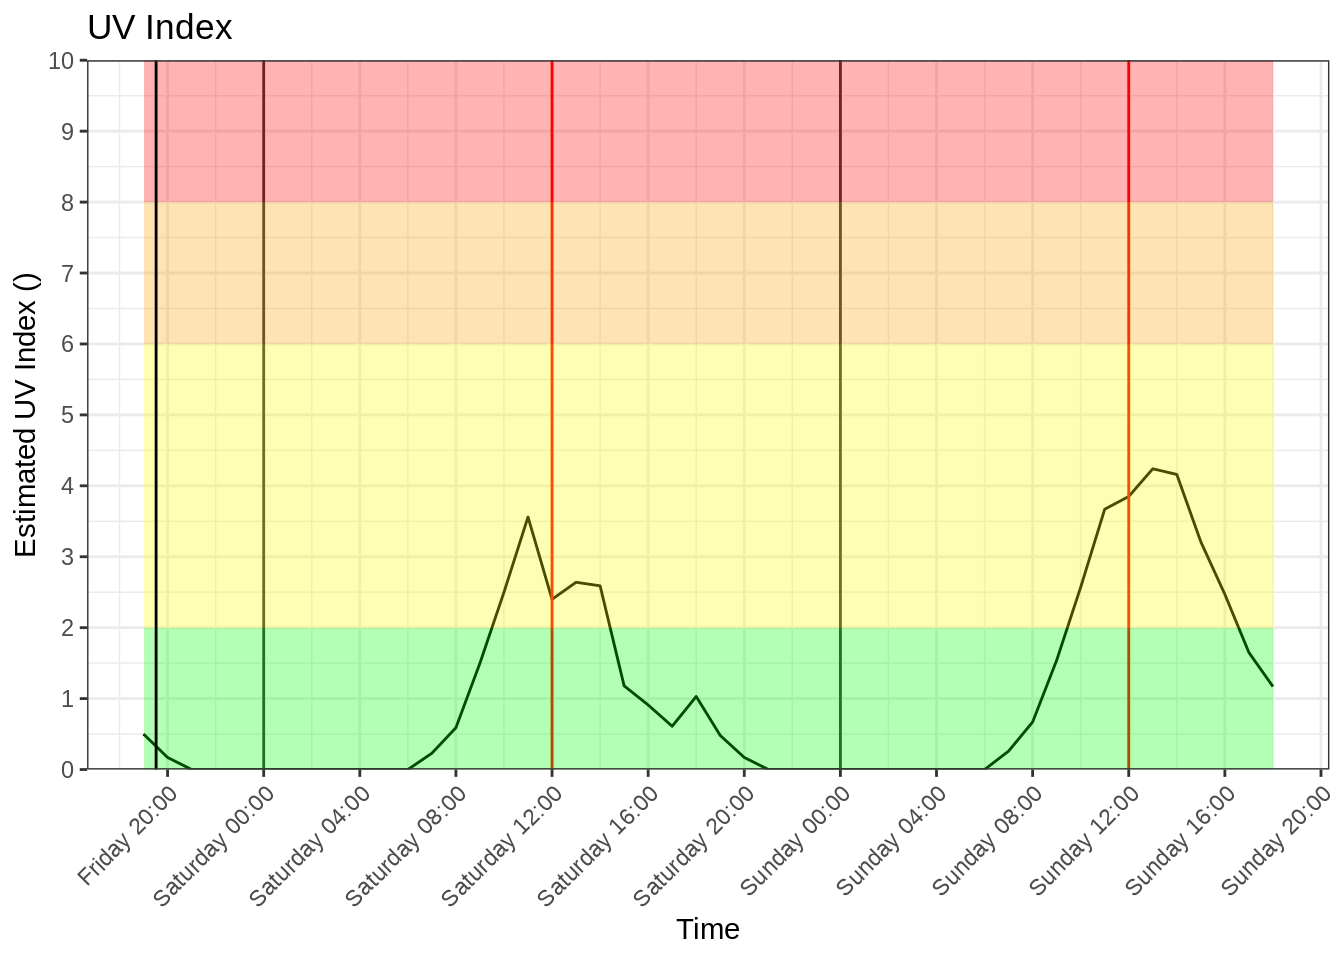 UV Index
10
9
8
7
6
5
4
3
2
1
0
Estimated UV Index ()
Friday 20:00
Saturday 00:00
Saturday 04:00
Saturday 08:00
Saturday 12:00
Saturday 16:00
Saturday 20:00
Sunday 00:00
Sunday 04:00
Sunday 08:00
Sunday 12:00
Sunday 16:00
Sunday 20:00
Time